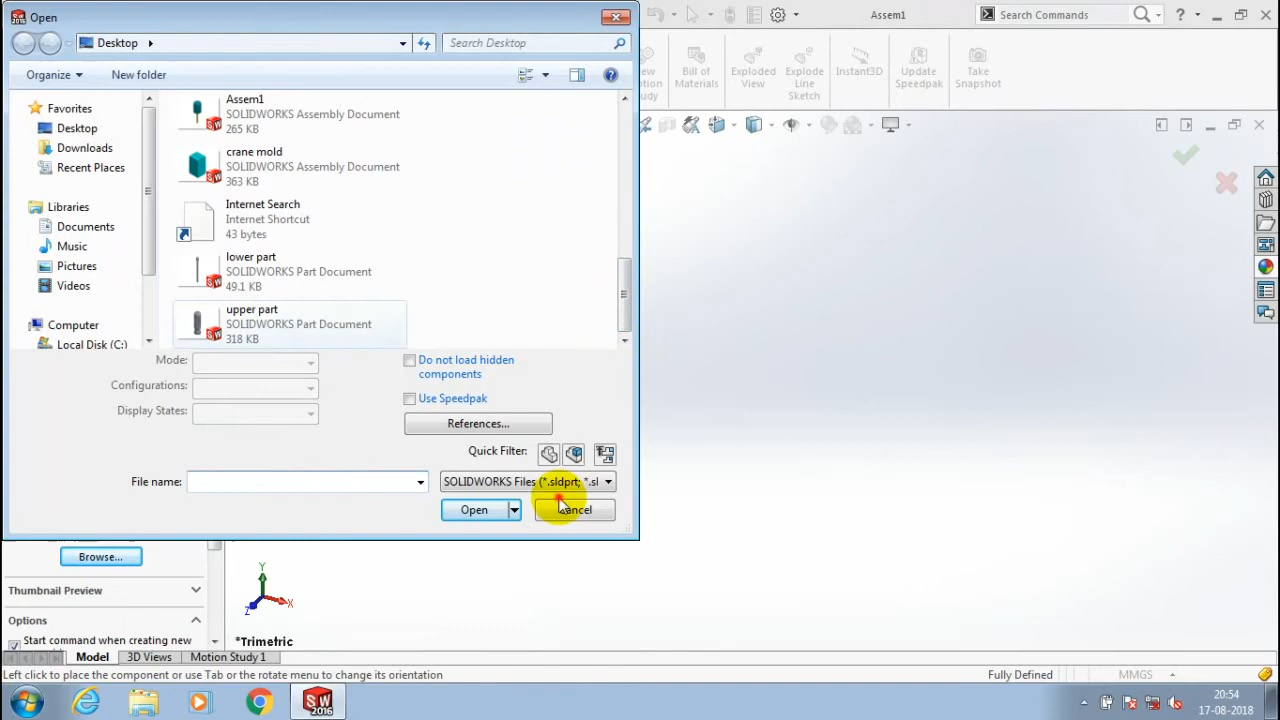 Open
SW 2016
Assem1
Search Commands
Desktop
Search Desktop
Organize
New folder
Bill of
Materials
Exploded
View
Explode
Line
Sketch
Instant3D
Update
Speedpak
Take
Snapshot
Favorites
Desktop
Downloads
Recent Places
Libraries
Documents
Music
Pictures
Videos
Computer
Local Disk (C:)
Assem1
SOLIDWORKS Assembly Document
265 KB
crane mold
SOLIDWORKS Assembly Document
363 KB
Internet Search
Internet Shortcut
43 bytes
lower part
SOLIDWORKS Part Document
49.1 KB
upper part
SOLIDWORKS Part Document
318 KB
Mode:
Configurations:
Display States:
Do not load hidden
components
Use Speedpak
References...
Quick Filter:
File name:
SOLIDWORKS Files (*.sldprt; *.sl
Open
Cancel
Browse...
Thumbnail Preview
Options
Start command when creating new
Y
X
Z
*Trimetric
Model
3D Views
Motion Study 1
Left click to place the component or use Tab or the rotate menu to change its orientation
Fully Defined
MMGS
SW
2016
20:54
17-08-2018